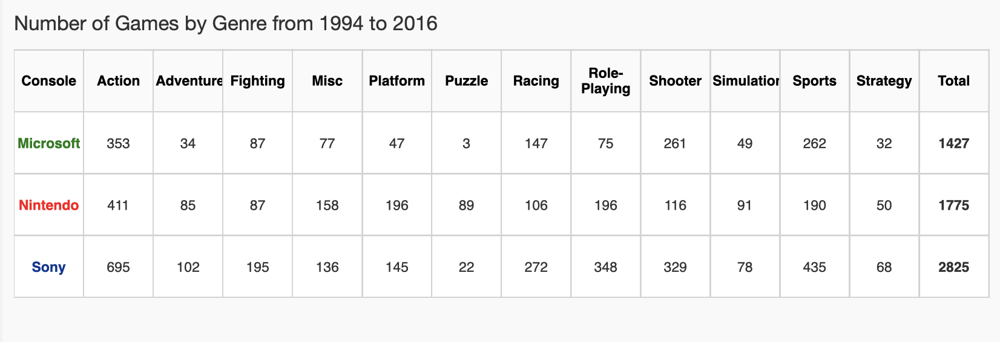 Number of Games by Genre from 1994 to 2016
Console Action Adventure Fighting Misc Platform Puzzle Racing Role-Playing Shooter Simulation Sports Strategy Total
Microsoft 353 34 87 77 47 3 147 75 261 49 262 32 1427
Nintendo 411 85 87 158 196 89 106 196 116 91 190 50 1775
Sony 695 102 195 136 145 22 272 348 329 78 435 68 2825